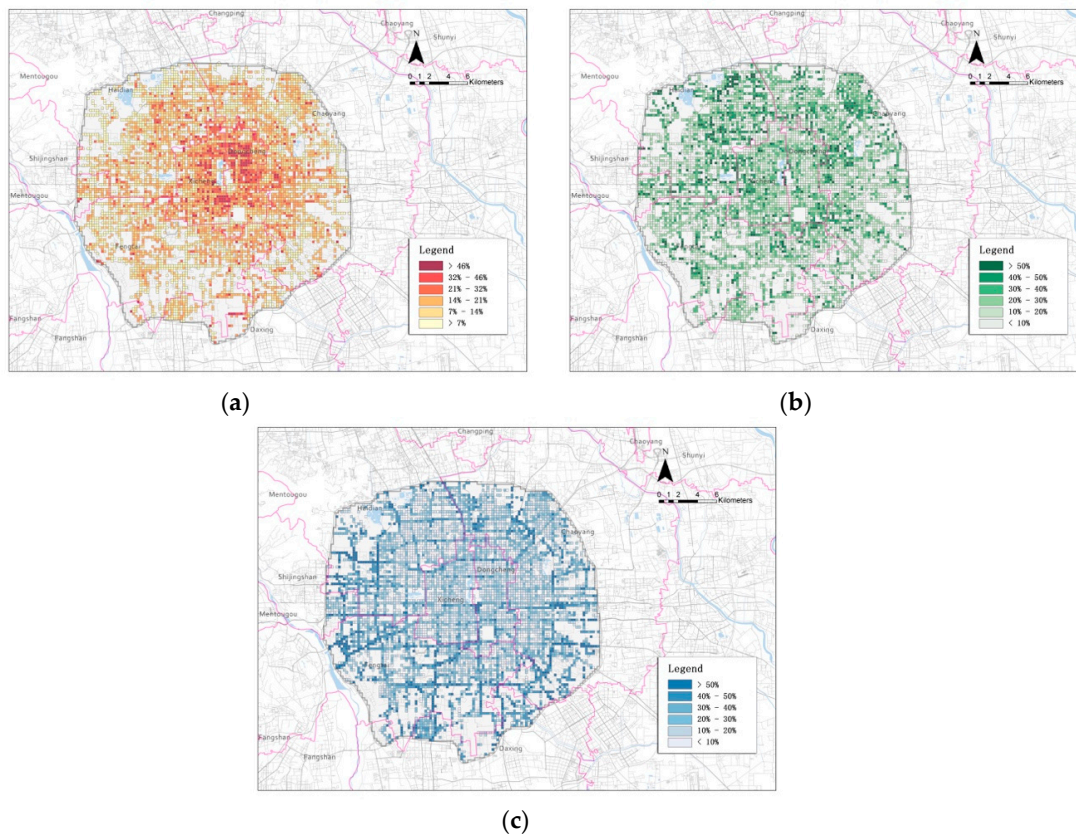 Changping
Chaoyang
Shunyi
N
Mentougou
0 1 2 4 6
Kilometers
Haidian
Chaoyang
Shijingshan
Mentougou
Fengtai
Legend
> 46%
32% - 46%
21% - 32%
14% - 21%
7% - 14%
> 7%
Fangshan
Daxing
Fangshan
(a)
Changping
Chaoyang
Shunyi
N
Mentougou
0 1 2 4 6
Kilometers
Shijingshan
Mentougou
Legend
> 50%
40% - 50%
30% - 40%
20% - 30%
10% - 20%
< 10%
Fangshan
Daxing
Fangshan
(b)
Changping
Chaoyang
Shunyi
N
Mentougou
0 1 2 4 6
Kilometers
Haidian
Chaoyang
Shijingshan
Dongcheng
Mentougou
Xicheng
Legend
> 50%
40% - 50%
30% - 40%
20% - 30%
10% - 20%
< 10%
Fangshan
Daxing
Fangshan
(c)